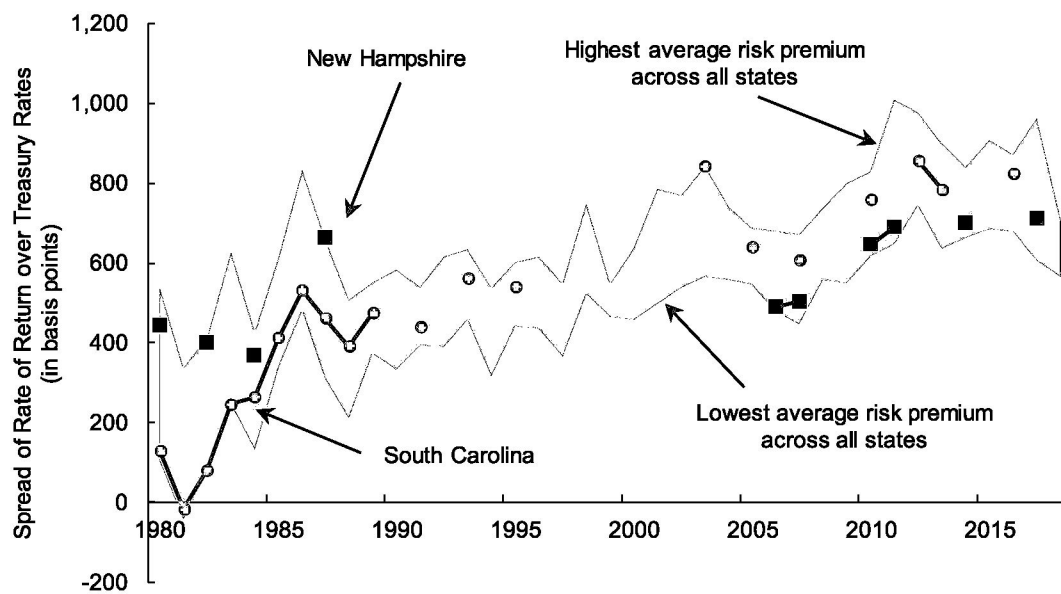 1,200
1,000
800
600
400
200
0
-200
Spread of Rate of Return over Treasury Rates
(in basis points)
New Hampshire
Highest average risk premium
across all states
South Carolina
Lowest average risk premium
across all states
1980 1985 1990 1995 2000 2005 2010 2015